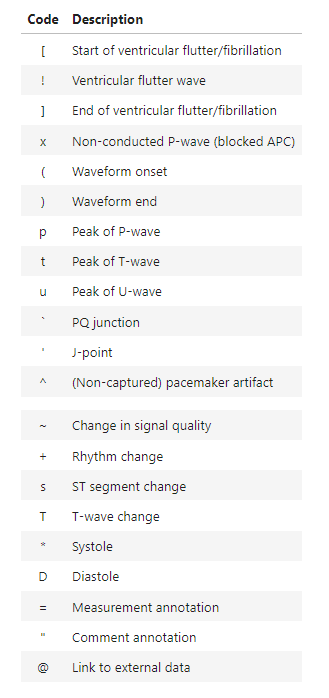 Code Description
[ Start of ventricular flutter/fibrillation
! Ventricular flutter wave
] End of ventricular flutter/fibrillation
x Non-conducted P-wave (blocked APC)
( Waveform onset
) Waveform end
p Peak of P-wave
t Peak of T-wave
u Peak of U-wave
` PQ junction
' J-point
^ (Non-captured) pacemaker artifact
~ Change in signal quality
+ Rhythm change
s ST segment change
T T-wave change
* Systole
D Diastole
= Measurement annotation
" Comment annotation
@ Link to external data